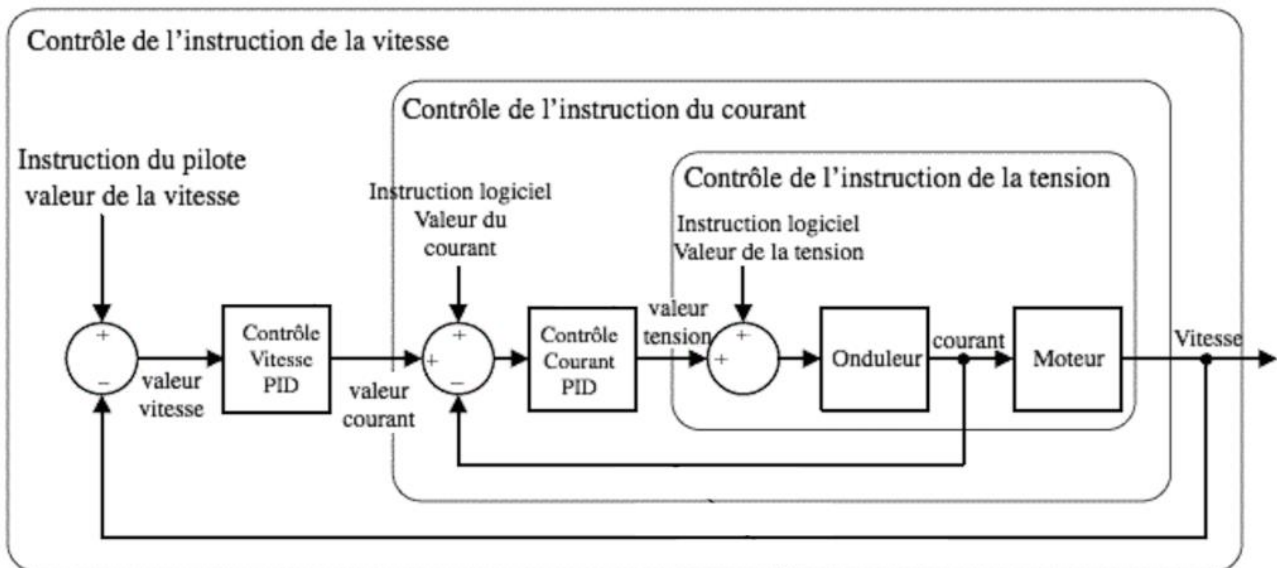 Contrôle de l'instruction de la vitesse
Contrôle de l'instruction du courant
Instruction du pilote
valeur de la vitesse
Instruction logiciel
Valeur du
courant
Contrôle de l'instruction de la tension
Instruction logiciel
Valeur de la tension
+
−
valeur
vitesse
Contrôle
Vitesse
PID
valeur
courant
+
+
−
Contrôle
Courant
PID
valeur
tension
+
+
Onduleur
courant
Moteur
Vitesse